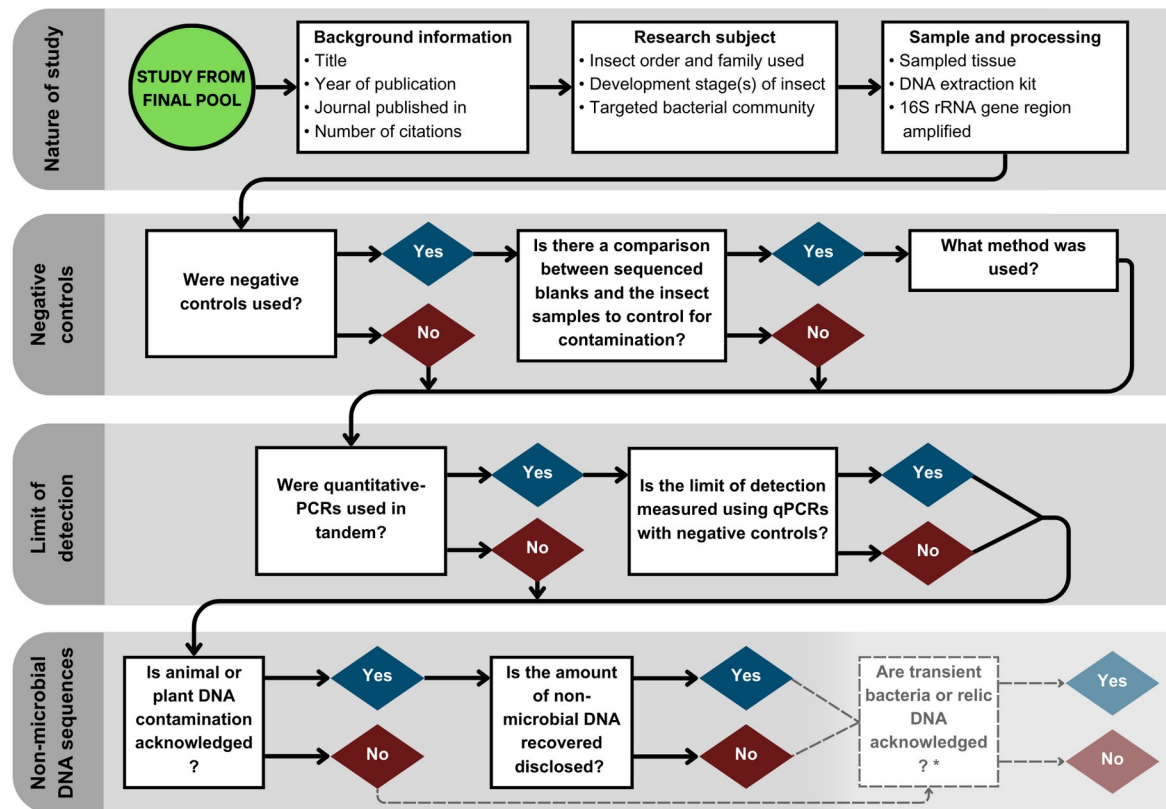 Nature of study
STUDY FROM
FINAL POOL
Background information
• Title
• Year of publication
• Journal published in
• Number of citations
Research subject
• Insect order and family used
• Development stage(s) of insect
• Targeted bacterial community
Sample and processing
• Sampled tissue
• DNA extraction kit
• 16S rRNA gene region
amplified
Negative
controls
Were negative
controls used?
Yes
No
Is there a comparison
between sequenced
blanks and the insect
samples to control for
contamination?
Yes
No
What method was
used?
Limit of
detection
Were quantitative-
PCRs used in
tandem?
Yes
No
Is the limit of detection
measured using qPCRs
with negative controls?
Yes
No
Non-microbial
DNA sequences
Is animal or
plant DNA
contamination
acknowledged
?
Yes
No
Is the amount
of non-
microbial DNA
recovered
disclosed?
Yes
No
Are transient
bacteria or relic
DNA
acknowledged
? *
Yes
No